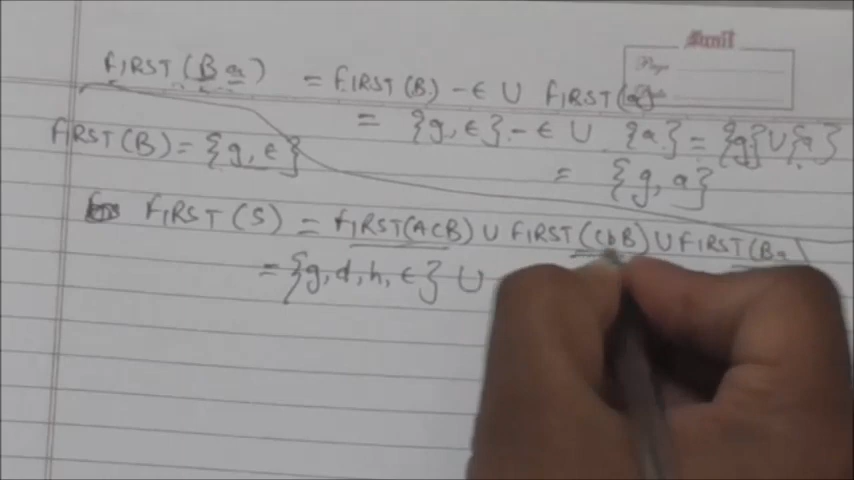 FIRST(Ba) = FIRST(B) - ϵ ∪ FIRST(a)
= {g, ϵ} - ϵ ∪ {a} = {g} ∪ {a}
FIRST(B) = {g, ϵ}
= {g, a}
FIRST(S) = FIRST(ACB) ∪ FIRST(CbB) ∪ FIRST(Ba)
= {g, d, h, ϵ} ∪